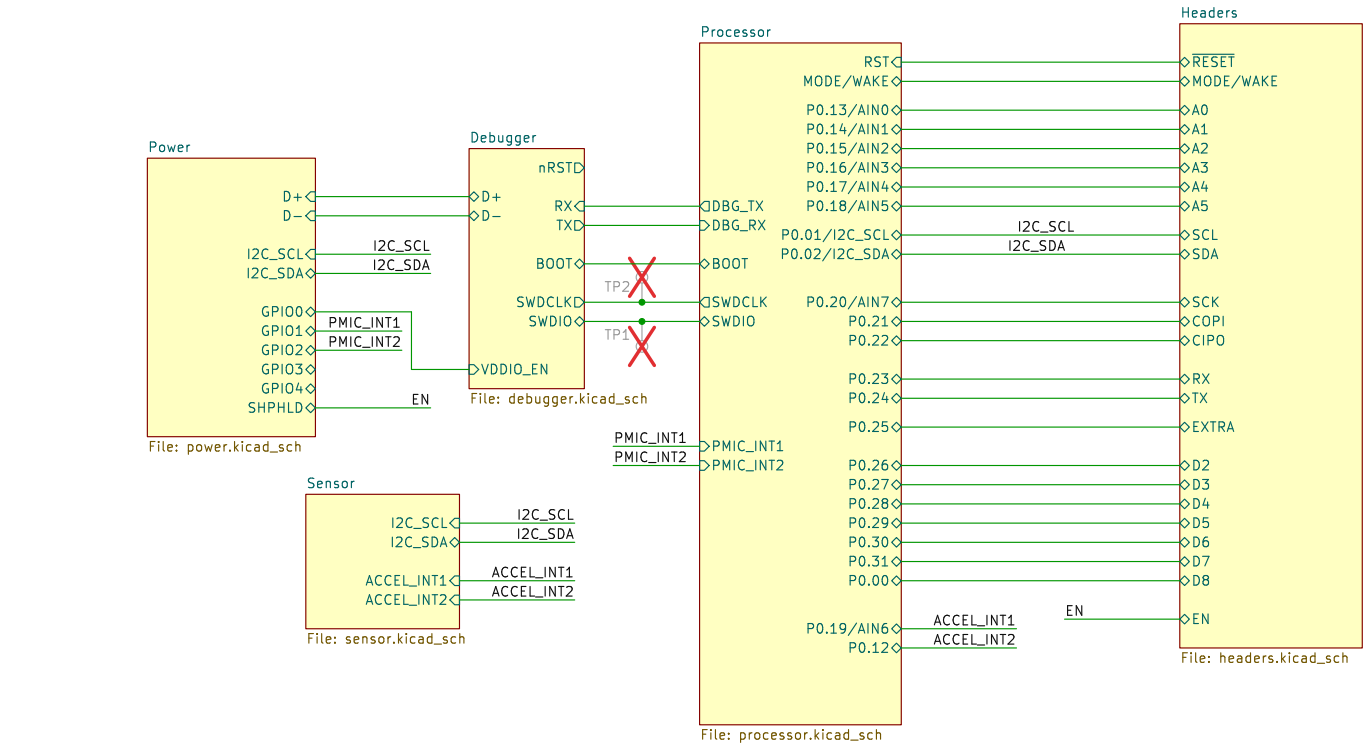 Power
D+
D-
I2C_SCL
I2C_SDA
GPIO0
GPIO1
GPIO2
GPIO3
GPIO4
SHPHLD
File: power.kicad_sch
I2C_SCL
I2C_SDA
PMIC_INT1
PMIC_INT2
EN
Debugger
nRST
D+
D-
RX
TX
BOOT
SWDCLK
SWDIO
VDDIO_EN
File: debugger.kicad_sch
TP2
TP1
Sensor
I2C_SCL
I2C_SDA
ACCEL_INT1
ACCEL_INT2
File: sensor.kicad_sch
I2C_SCL
I2C_SDA
ACCEL_INT1
ACCEL_INT2
PMIC_INT1
PMIC_INT2
Processor
DBG_TX
DBG_RX
BOOT
SWDCLK
SWDIO
PMIC_INT1
PMIC_INT2
RST
MODE/WAKE
P0.13/AIN0
P0.14/AIN1
P0.15/AIN2
P0.16/AIN3
P0.17/AIN4
P0.18/AIN5
P0.01/I2C_SCL
P0.02/I2C_SDA
P0.20/AIN7
P0.21
P0.22
P0.23
P0.24
P0.25
P0.26
P0.27
P0.28
P0.29
P0.30
P0.31
P0.00
P0.19/AIN6
P0.12
File: processor.kicad_sch
I2C_SCL
I2C_SDA
ACCEL_INT1
ACCEL_INT2
EN
Headers
RESET
MODE/WAKE
A0
A1
A2
A3
A4
A5
SCL
SDA
SCK
COPI
CIPO
RX
TX
EXTRA
D2
D3
D4
D5
D6
D7
D8
EN
File: headers.kicad_sch